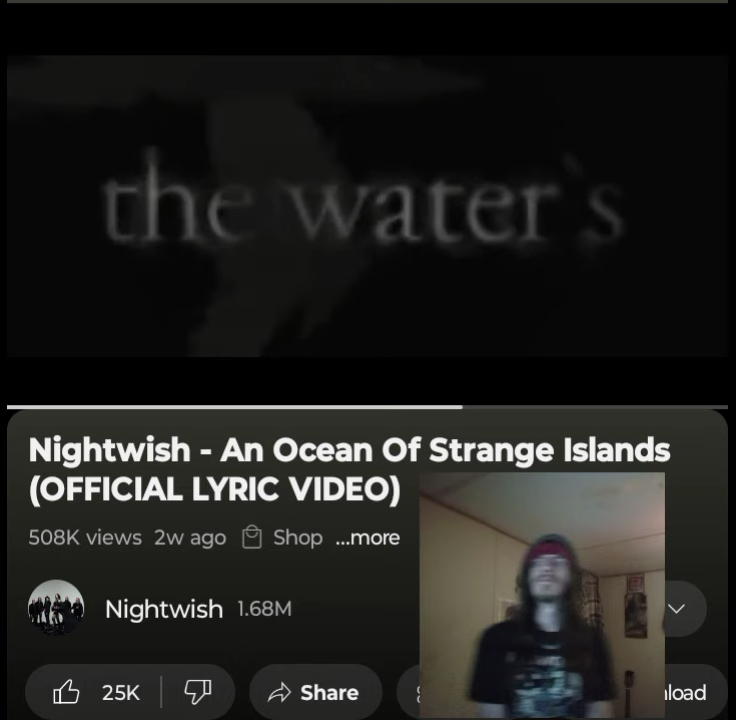 the water`s
Nightwish - An Ocean Of Strange Islands
(OFFICIAL LYRIC VIDEO)
508K views 2w ago Shop ...more
Nightwish 1.68M
25K Share nload